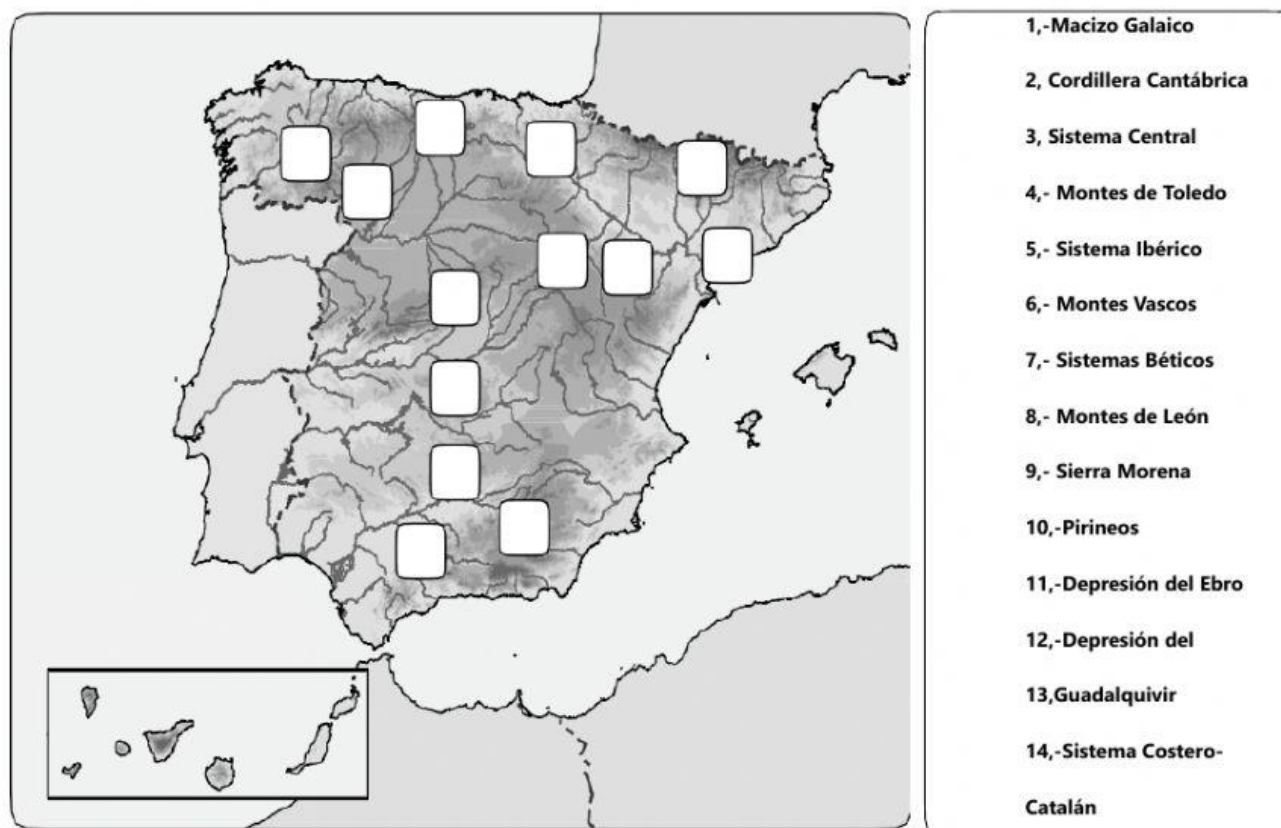 1,-Macizo Galaico
2, Cordillera Cantábrica
3, Sistema Central
4,- Montes de Toledo
5,- Sistema Ibérico
6,- Montes Vascos
7,- Sistemas Béticos
8,- Montes de León
9,- Sierra Morena
10,-Pirineos
11,-Depresión del Ebro
12,-Depresión del
13,Guadalquivir
14,-Sistema Costero-
Catalán